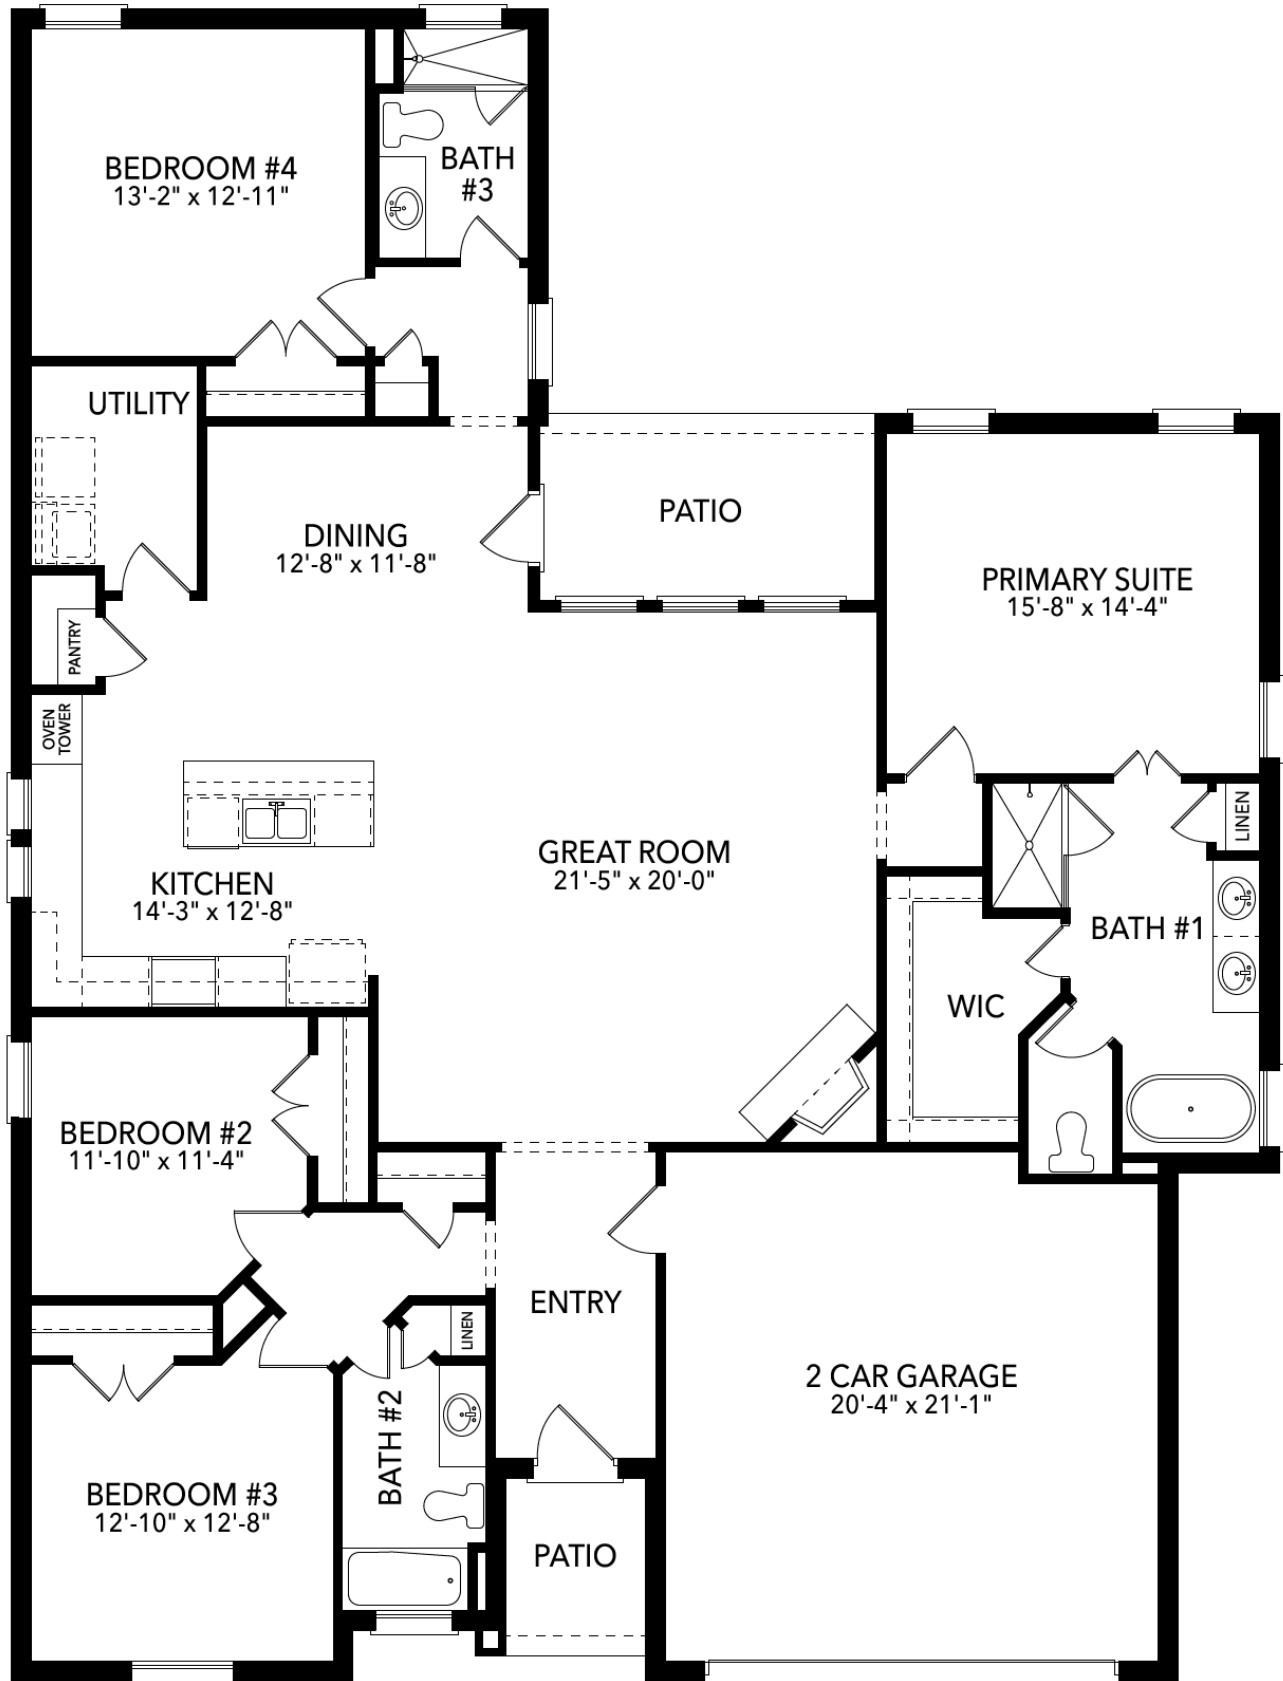 BEDROOM #4
13'-2" x 12'-11"
BATH
#3
UTILITY
DINING
12'-8" x 11'-8"
PATIO
PRIMARY SUITE
15'-8" x 14'-4"
PANTRY
OVEN
TOWER
LINEN
GREAT ROOM
21'-5" x 20'-0"
KITCHEN
14'-3" x 12'-8"
BATH #1
WIC
BEDROOM #2
11'-10" x 11'-4"
ENTRY
LINEN
2 CAR GARAGE
20'-4" x 21'-1"
BATH #2
BEDROOM #3
12'-10" x 12'-8"
PATIO